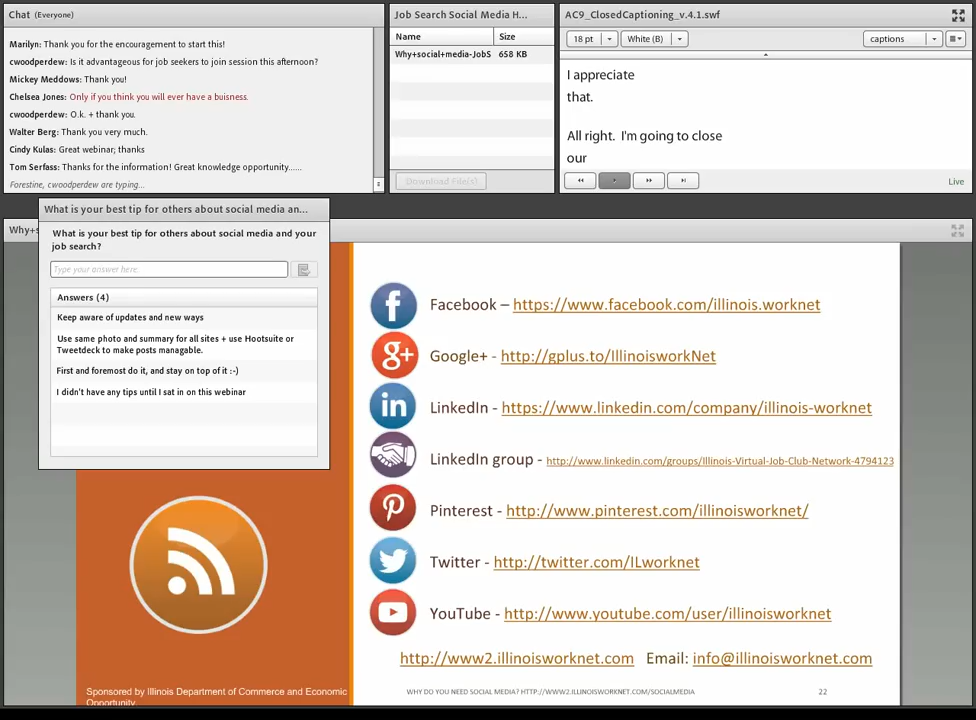 Chat (Everyone)
Marilyn: Thank you for the encouragement to start this!
cwoodperdew: Is it advantageous for job seekers to join session this afternoon?
Mickey Meddows: Thank you!
Chelsea Jones: Only if you think you will ever have a buisness.
cwoodperdew: O.k. + thank you.
Walter Berg: Thank you very much.
Cindy Kulas: Great webinar; thanks
Tom Serfass: Thanks for the information! Great knowledge opportunity......
Forestine, cwoodperdew are typing...
Job Search Social Media H...
Name Size
Why+social+media-JobS 658 KB
Download File(s)
AC9_ClosedCaptioning_v.4.1.swf
18 pt White (B) captions
I appreciate
that.
All right. I'm going to close
our
Live
Why+s
What is your best tip for others about social media an...
What is your best tip for others about social media and your
job search?
Type your answer here.
Answers (4)
Keep aware of updates and new ways
Use same photo and summary for all sites + use Hootsuite or
Tweetdeck to make posts managable.
First and foremost do it, and stay on top of it :-)
I didn't have any tips until I sat in on this webinar
Facebook – https://www.facebook.com/illinois.worknet
Google+ - http://gplus.to/IllinoisworkNet
LinkedIn - https://www.linkedin.com/company/illinois-worknet
LinkedIn group - http://www.linkedin.com/groups/Illinois-Virtual-Job-Club-Network-4794123
Pinterest - http://www.pinterest.com/illinoisworknet/
Twitter - http://twitter.com/ILworknet
YouTube - http://www.youtube.com/user/illinoisworknet
http://www2.illinoisworknet.com Email: info@illinoisworknet.com
Sponsored by Illinois Department of Commerce and Economic
Opportunity.
WHY DO YOU NEED SOCIAL MEDIA? HTTP://WWW2.ILLINOISWORKNET.COM/SOCIALMEDIA 22